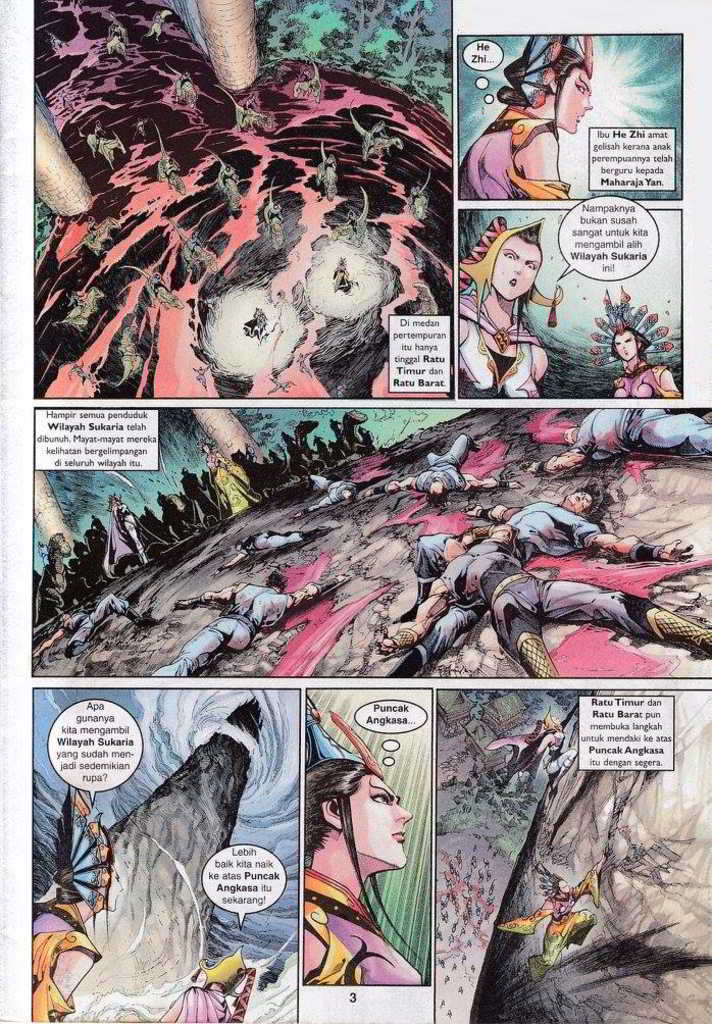 Di medan
pertempuran
itu hanya
tinggal Ratu
Timur dan
Ratu Barat.
He
Zhi...
Ibu He Zhi amat
gelisah kerana anak
perempuannya telah
berguru kepada
Maharaja Yan.
Nampaknya
bukan susah
sangat untuk kita
mengambil alih
Wilayah Sukaria
ini!
Hampir semua penduduk
Wilayah Sukaria telah
dibunuh. Mayat-mayat mereka
kelihatan bergelimpangan
di seluruh wilayah itu.
Apa
gunanya
kita mengambil
Wilayah Sukaria
yang sudah men-
jadi sedemikian
rupa?
Lebih
baik kita naik
ke atas Puncak
Angkasa itu
sekarang!
Puncak
Angkasa...
Ratu Timur dan
Ratu Barat pun
membuka langkah
untuk mendaki ke atas
Puncak Angkasa
itu dengan segera.
3